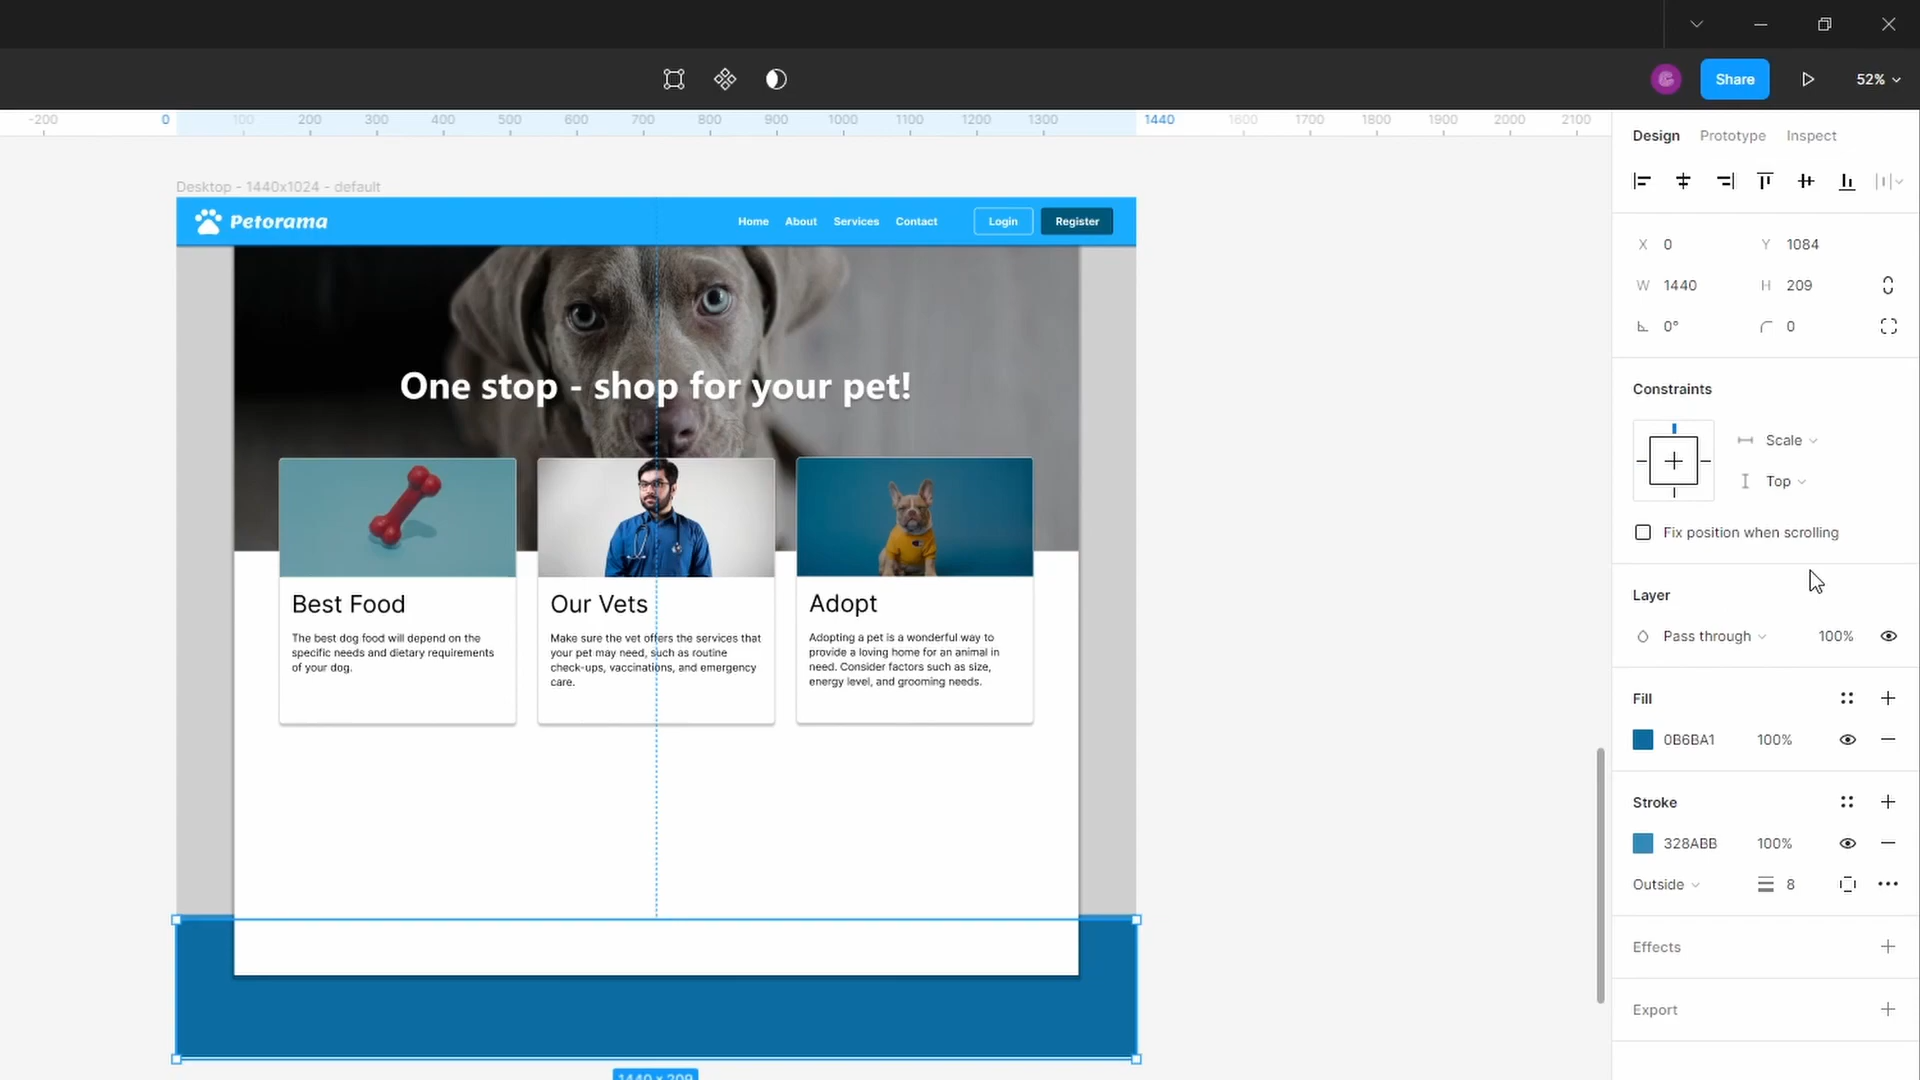 Share
52%
-200 0 100 200 300 400 500 600 700 800 900 1000 1100 1200 1300 1440 1600 1700 1800 1900 2000 2100
Design Prototype Inspect
Desktop - 1440x1024 - default
Petorama Home About Services Contact Login Register
X 0 Y 1084
W 1440 H 209
0° 0
One stop - shop for your pet!
Constraints
Scale
Top
Fix position when scrolling
Best Food
The best dog food will depend on the
specific needs and dietary requirements
of your dog.
Our Vets
Make sure the vet offers the services that
your pet may need, such as routine
check-ups, vaccinations, and emergency
care.
Adopt
Adopting a pet is a wonderful way to
provide a loving home for an animal in
need. Consider factors such as size,
energy level, and grooming needs.
Layer
Pass through 100%
Fill
0B6BA1 100%
Stroke
328ABB 100%
Outside 8
Effects
Export
1440 × 209